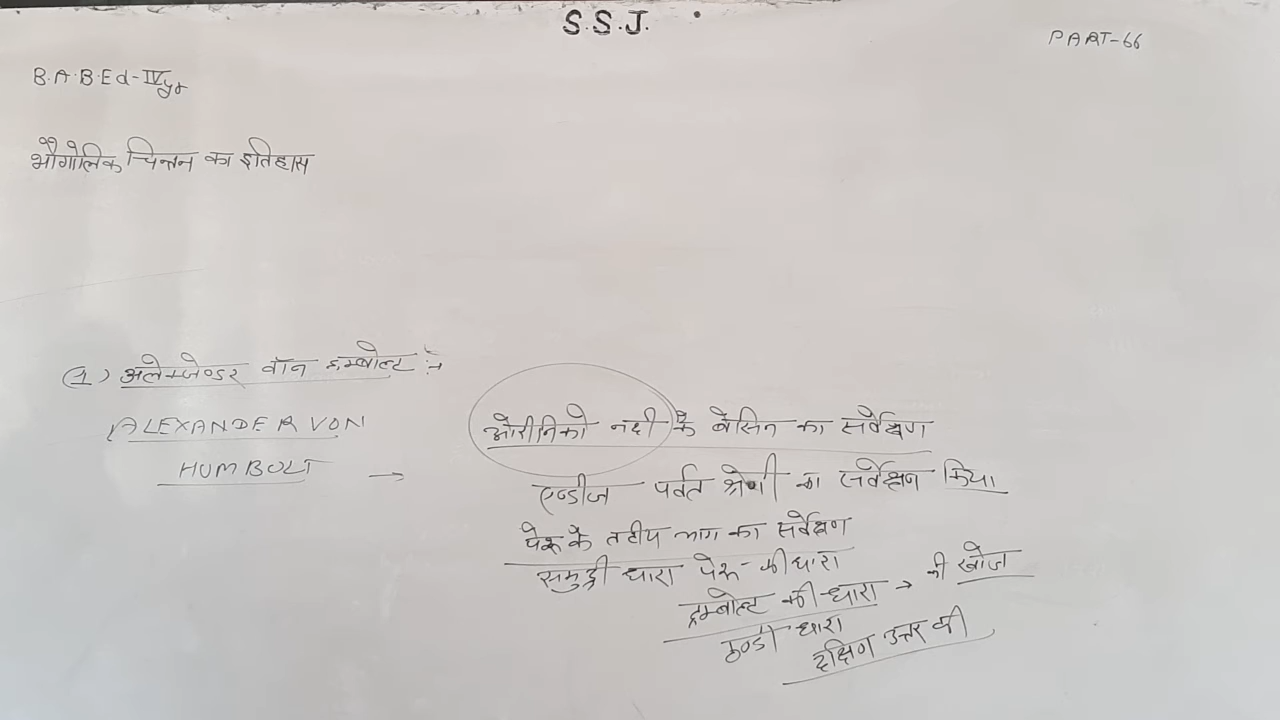 S.S.J.
PART-66
B.A.B.Ed-IVyr
भौगोलिक चिन्तन का इतिहास
(1) अलेग्जेण्डर वॉन हम्बोल्ट :→
ALEXANDER VON
HUMBOLT →
ओरीनिको नदी के बेसिन का सर्वेक्षण
एण्डीज पर्वत श्रेणी का सर्वेक्षण किया
पेरू के तटीय भाग का सर्वेक्षण
समुद्री धारा पेरू-की धारा
हम्बोल्ट की-धारा → की खोज
ठण्डी धारा
दक्षिण उत्तर की